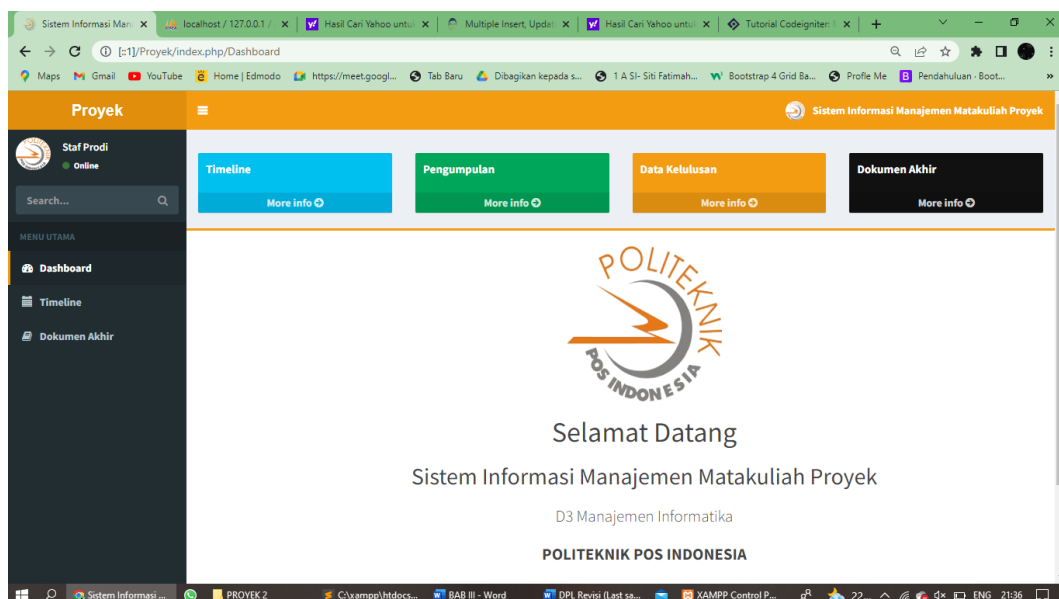 Sistem Informasi Man
localhost / 127.0.0.1 /
Hasil Cari Yahoo untu
Multiple Insert, Updat
Hasil Cari Yahoo untu
Tutorial Codeigniter:
[::1]/Proyek/index.php/Dashboard
Maps
Gmail
YouTube
Home | Edmodo
https://meet.googl...
Tab Baru
Dibagikan kepada s...
1 A SI- Siti Fatimah...
Bootstrap 4 Grid Ba...
Profle Me
Pendahuluan · Boot...
Proyek
Sistem Informasi Manajemen Matakuliah Proyek
Staf Prodi
Online
Search...
MENU UTAMA
Dashboard
Timeline
Dokumen Akhir
Timeline
More info
Pengumpulan
More info
Data Kelulusan
More info
Dokumen Akhir
More info
POLITEKNIK
POS INDONESIA
Selamat Datang
Sistem Informasi Manajemen Matakuliah Proyek
D3 Manajemen Informatika
POLITEKNIK POS INDONESIA
Sistem Informasi ...
PROYEK 2
C:\xampp\htdocs...
BAB III - Word
DPL Revisi (Last sa...
XAMPP Control P...
22...
ENG
21:36